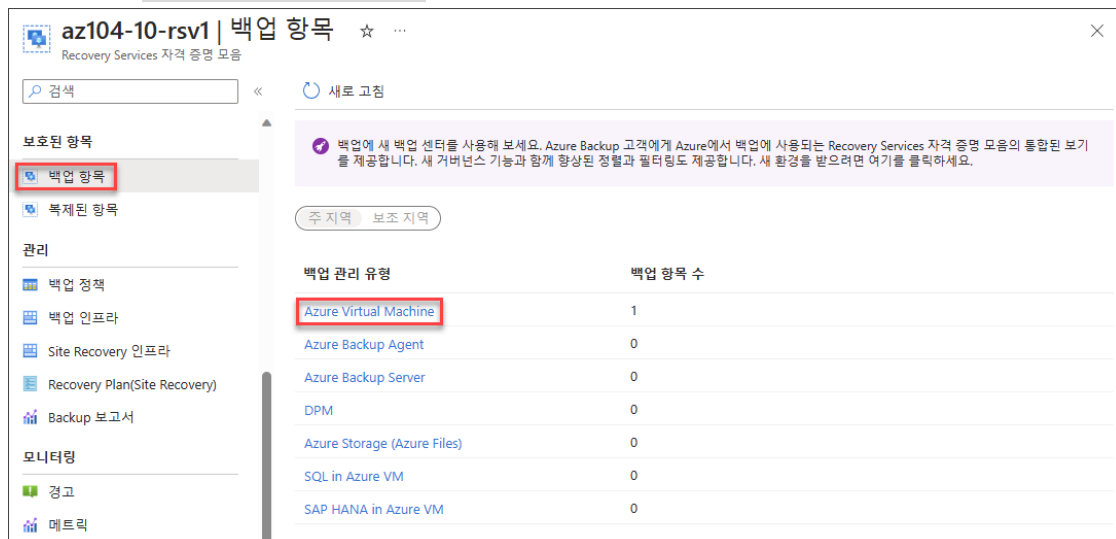 az104-10-rsv1 | 백업 항목
Recovery Services 자격 증명 모음
검색
새로 고침
보호된 항목
백업 항목
복제된 항목
관리
백업 정책
백업 인프라
Site Recovery 인프라
Recovery Plan(Site Recovery)
Backup 보고서
모니터링
경고
메트릭
백업에 새 백업 센터를 사용해 보세요. Azure Backup 고객에게 Azure에서 백업에 사용되는 Recovery Services 자격 증명 모음의 통합된 보기
를 제공합니다. 새 거버넌스 기능과 함께 향상된 정렬과 필터링도 제공합니다. 새 환경을 받으려면 여기를 클릭하세요.
주 지역 보조 지역
백업 관리 유형 백업 항목 수
Azure Virtual Machine 1
Azure Backup Agent 0
Azure Backup Server 0
DPM 0
Azure Storage (Azure Files) 0
SQL in Azure VM 0
SAP HANA in Azure VM 0